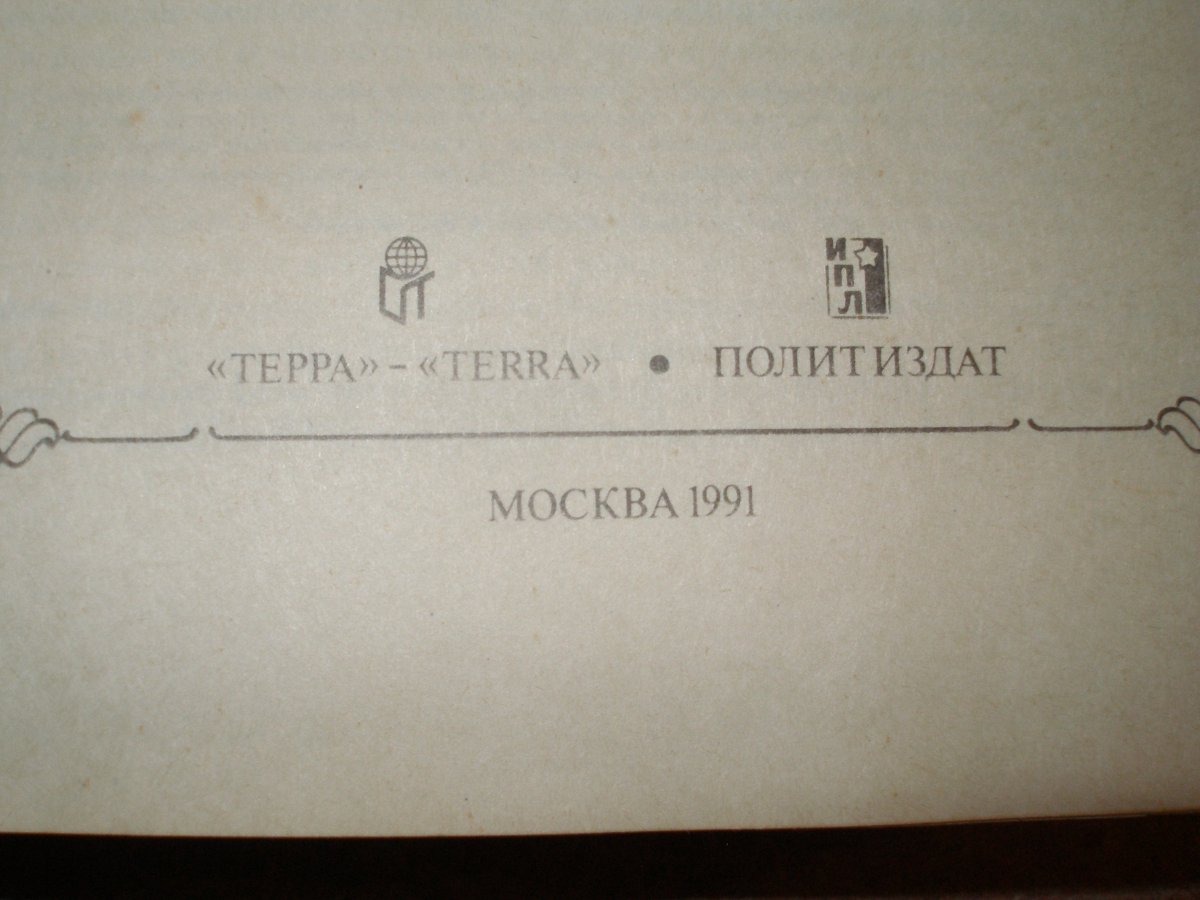 ИПЛ
«ТЕРРА» – «TERRA» • ПОЛИТИЗДАТ
МОСКВА 1991